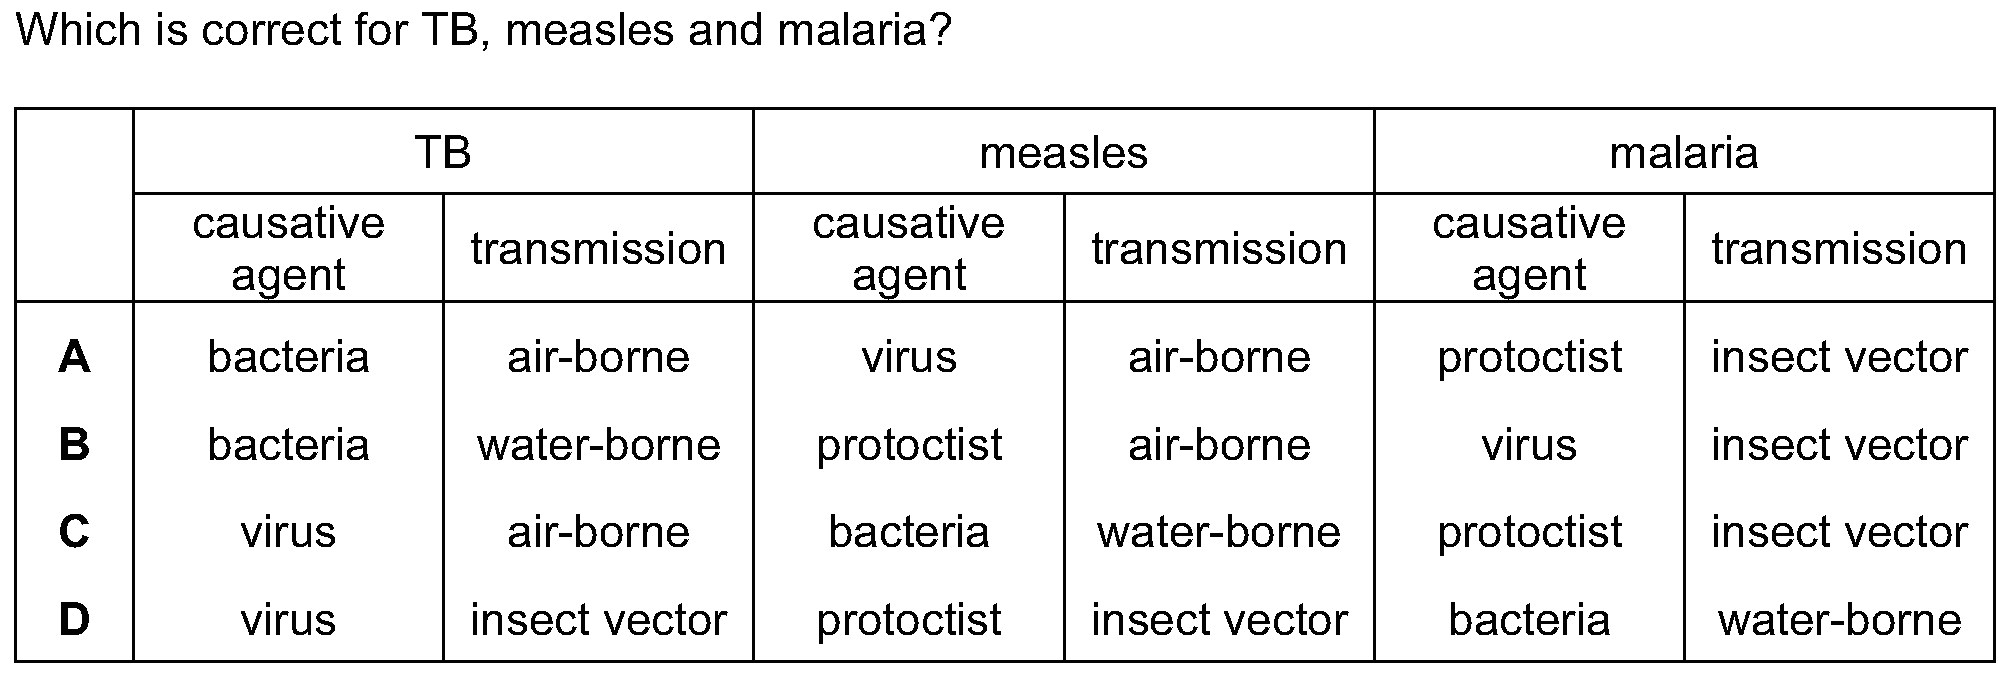 Which is correct for TB, measles and malaria?
TB measles malaria
causative agent transmission causative agent transmission causative agent transmission
A bacteria air-borne virus air-borne protoctist insect vector
B bacteria water-borne protoctist air-borne virus insect vector
C virus air-borne bacteria water-borne protoctist insect vector
D virus insect vector protoctist insect vector bacteria water-borne